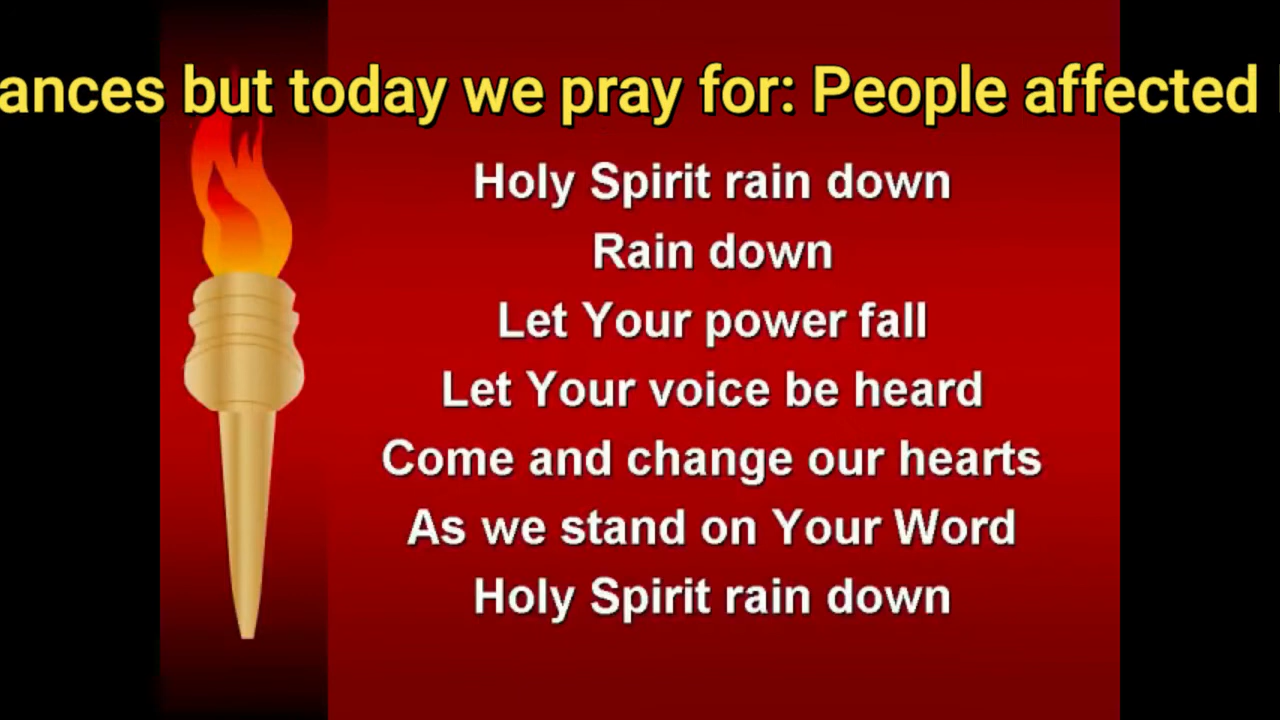 but today we pray for: People affected
Holy Spirit rain down
Rain down
Let Your power fall
Let Your voice be heard
Come and change our hearts
As we stand on Your Word
Holy Spirit rain down